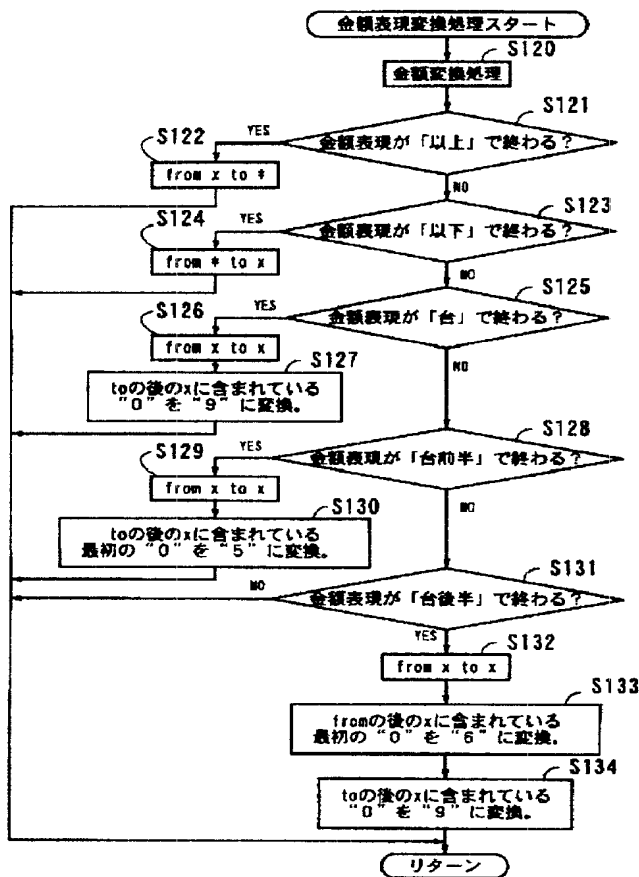 金額表現変換処理スタート
S120
金額変換処理
S121
金額表現が「以上」で終わる？
YES
S122
from x to *
NO
S123
金額表現が「以下」で終わる？
YES
S124
from * to x
NO
S125
金額表現が「台」で終わる？
YES
S126
from x to x
S127
toの後のxに含まれている
"0"を"9"に変換。
NO
S128
金額表現が「台前半」で終わる？
YES
S129
from x to x
S130
toの後のxに含まれている
最初の"0"を"5"に変換。
NO
S131
金額表現が「台後半」で終わる？
NO
YES
S132
from x to x
S133
fromの後のxに含まれている
最初の"0"を"6"に変換。
S134
toの後のxに含まれている
"0"を"9"に変換。
リターン